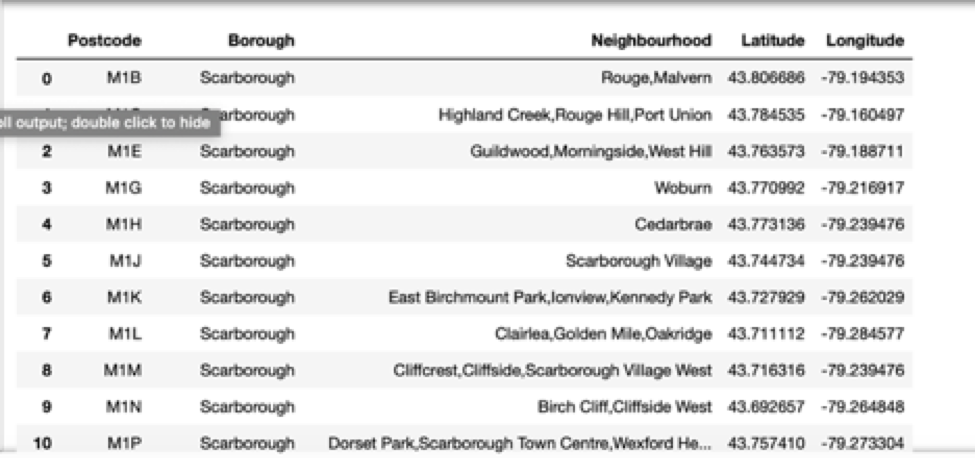 Postcode Borough Neighbourhood Latitude Longitude
0 M1B Scarborough Rouge,Malvern 43.806686 -79.194353
arborough Highland Creek,Rouge Hill,Port Union 43.784535 -79.160497
oll output; double click to hide
2 M1E Scarborough Guildwood,Morningside,West Hill 43.763573 -79.188711
3 M1G Scarborough Woburn 43.770992 -79.216917
4 M1H Scarborough Cedarbrae 43.773136 -79.239476
5 M1J Scarborough Scarborough Village 43.744734 -79.239476
6 M1K Scarborough East Birchmount Park,Ionview,Kennedy Park 43.727929 -79.262029
7 M1L Scarborough Clairlea,Golden Mile,Oakridge 43.711112 -79.284577
8 M1M Scarborough Cliffcrest,Cliffside,Scarborough Village West 43.716316 -79.239476
9 M1N Scarborough Birch Cliff,Cliffside West 43.692657 -79.264848
10 M1P Scarborough Dorset Park,Scarborough Town Centre,Wexford He... 43.757410 -79.273304